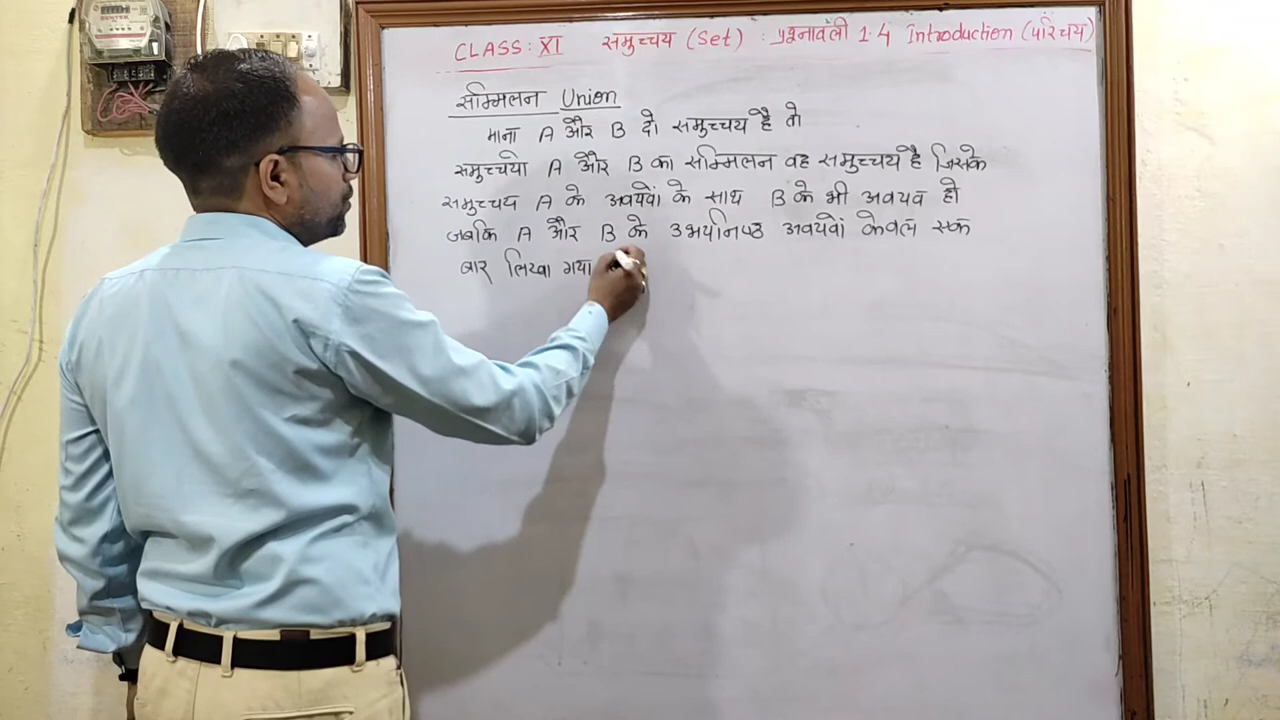 CLASS: XI समुच्चय (Set) : प्रश्नावली 1.4 Introduction (परिचय)
सम्मिलन Union
माना A और B दो समुच्चय है तो
समुच्चयो A और B का सम्मिलन वह समुच्चय है जिसके
समुच्चय A के अवयवों के साथ B के भी अवयव हो
जबकि A और B के उभयनिष्ठ अवयवों केवल एक
बार लिखा गया